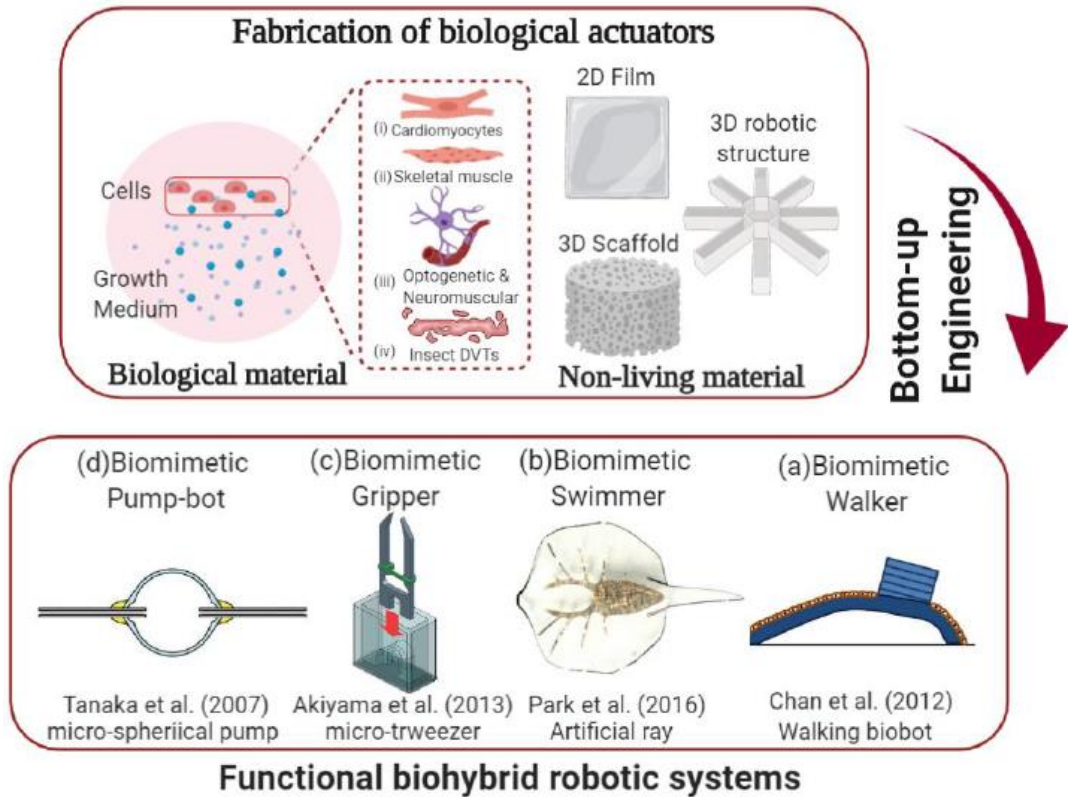 Fabrication of biological actuators
Cells
Growth
Medium
Biological material
(i) Cardiomyocytes
(ii) Skeletal muscle
(iii) Optogenetic &
Neuromuscular
(iv) Insect DVTs
2D Film
3D robotic
structure
3D Scaffold
Non-living material
Bottom-up
Engineering
(d)Biomimetic
Pump-bot
Tanaka et al. (2007)
micro-spheriical pump
(c)Biomimetic
Gripper
Akiyama et al. (2013)
micro-trweezer
(b)Biomimetic
Swimmer
Park et al. (2016)
Artificial ray
(a)Biomimetic
Walker
Chan et al. (2012)
Walking biobot
Functional biohybrid robotic systems